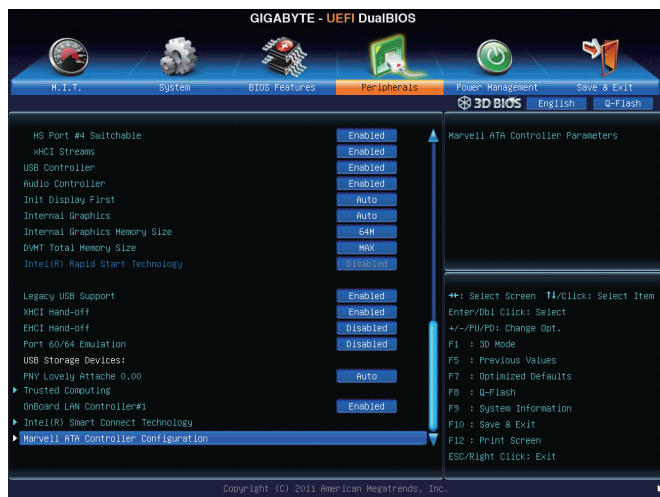 GIGABYTE - UEFI DualBIOS
M.I.T. System BIOS Features Peripherals Power Management Save & Exit
3D BIOS English Q-Flash
HS Port #4 Switchable Enabled
xHCI Streams Enabled
USB Controller Enabled
Audio Controller Enabled
Init Display First Auto
Internal Graphics Auto
Internal Graphics Memory Size 64M
DVMT Total Memory Size MAX
Intel(R) Rapid Start Technology Disabled
Legacy USB Support Enabled
XHCI Hand-off Enabled
EHCI Hand-off Disabled
Port 60/64 Emulation Disabled
USB Storage Devices:
PNY Lovely Attache 0.00 Auto
Trusted Computing
OnBoard LAN Controller#1 Enabled
Intel(R) Smart Connect Technology
Marvell ATA Controller Configuration
Marvell ATA Controller Parameters
→←: Select Screen ↑↓/Click: Select Item
Enter/Dbl Click: Select
+/-/PU/PD: Change Opt.
F1 : 3D Mode
F5 : Previous Values
F7 : Optimized Defaults
F8 : Q-Flash
F9 : System Information
F10 : Save & Exit
F12 : Print Screen
ESC/Right Click: Exit
Copyright (C) 2011 American Megatrends, Inc.